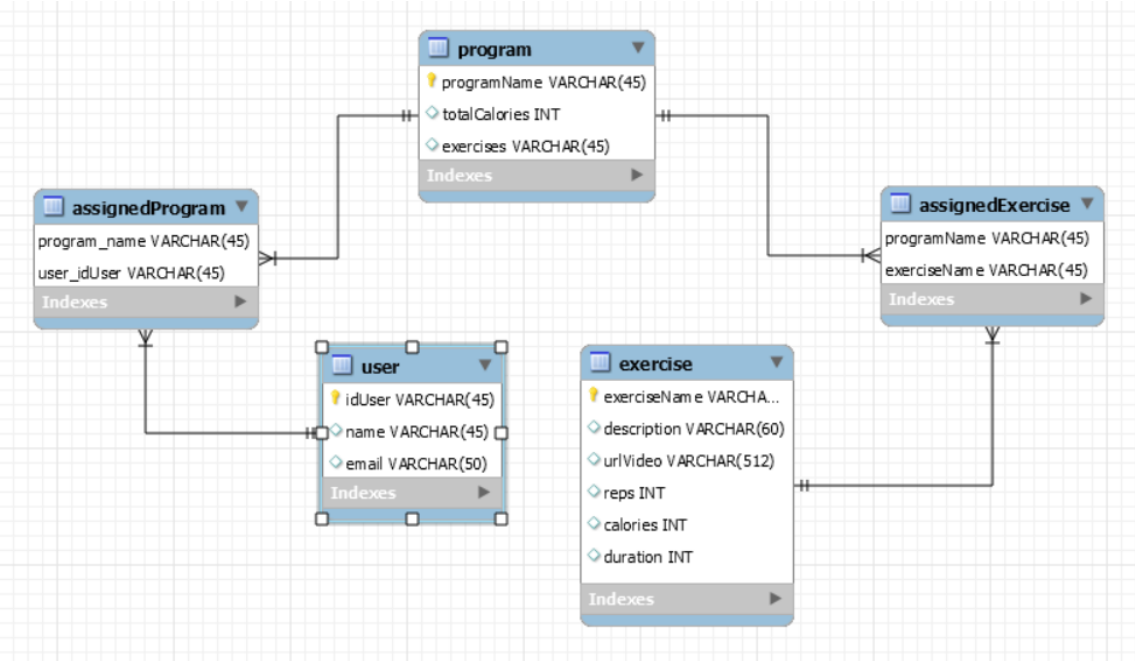 program
programName VARCHAR(45)
totalCalories INT
exercises VARCHAR(45)
Indexes
assignedProgram
program_name VARCHAR(45)
user_idUser VARCHAR(45)
Indexes
assignedExercise
programName VARCHAR(45)
exerciseName VARCHAR(45)
Indexes
user
idUser VARCHAR(45)
name VARCHAR(45)
email VARCHAR(50)
Indexes
exercise
exerciseName VARCHA...
description VARCHAR(60)
urlVideo VARCHAR(512)
reps INT
calories INT
duration INT
Indexes